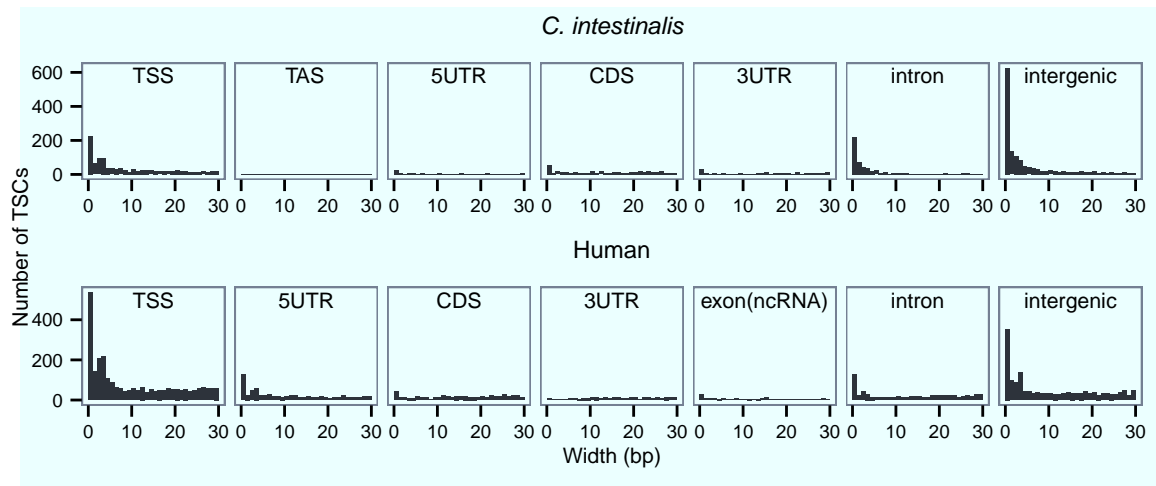 C. intestinalis
Number of TSCs
TSS TAS 5UTR CDS 3UTR intron intergenic
600
400
200
0
0 10 20 30 0 10 20 30 0 10 20 30 0 10 20 30 0 10 20 30 0 10 20 30 0 10 20 30
Human
TSS 5UTR CDS 3UTR exon(ncRNA) intron intergenic
400
200
0
0 10 20 30 0 10 20 30 0 10 20 30 0 10 20 30 0 10 20 30 0 10 20 30 0 10 20 30
Width (bp)